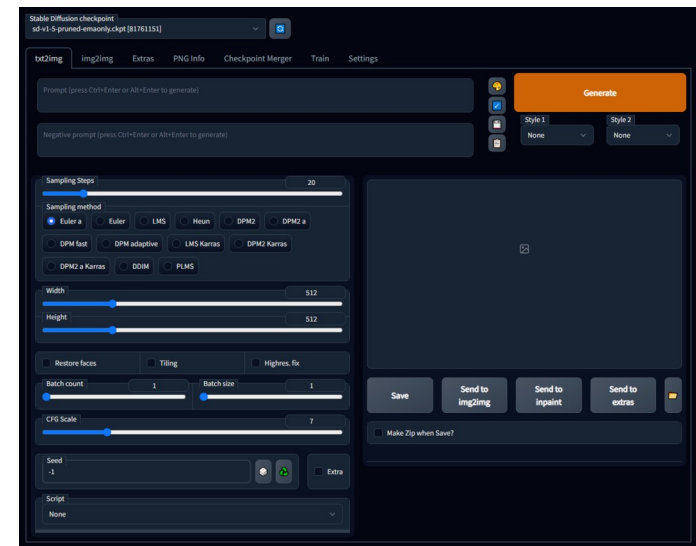 Stable Diffusion checkpoint
sd-v1-5-pruned-emaonly.ckpt [81761151]
txt2img img2img Extras PNG Info Checkpoint Merger Train Settings
Prompt (press Ctrl+Enter or Alt+Enter to generate)
Generate
Style 1 Style 2
None None
Negative prompt (press Ctrl+Enter or Alt+Enter to generate)
Sampling Steps 20
Sampling method
Euler a Euler LMS Heun DPM2 DPM2 a
DPM fast DPM adaptive LMS Karras DPM2 Karras
DPM2 a Karras DDIM PLMS
Width 512
Height 512
Restore faces Tiling Highres. fix
Batch count 1 Batch size 1
CFG Scale 7
Seed
-1
Extra
Script
None
Save Send to img2img Send to inpaint Send to extras
Make Zip when Save?